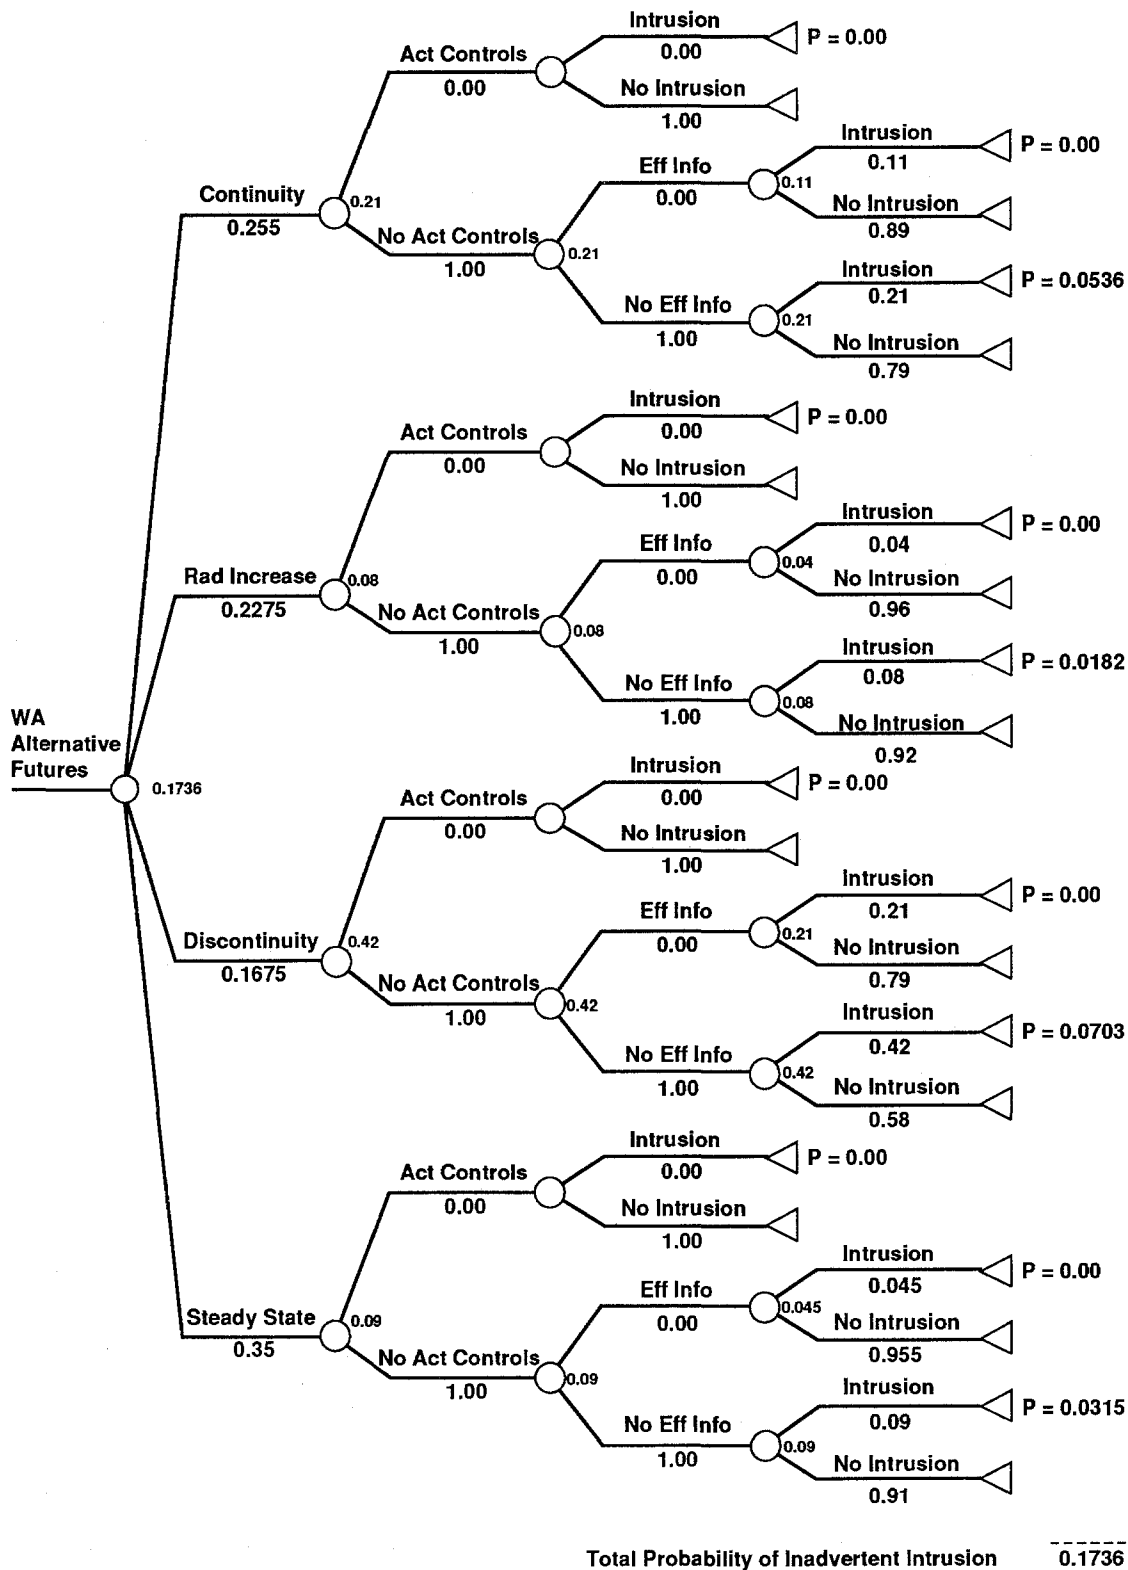 Intrusion
0.00
P = 0.00
Act Controls
0.00
No Intrusion
1.00
Intrusion
0.11
P = 0.00
Eff Info
0.00
0.11
Continuity
0.255
0.21
No Intrusion
0.89
No Act Controls
1.00
0.21
Intrusion
0.21
P = 0.0536
No Eff Info
1.00
0.21
No Intrusion
0.79
Intrusion
0.00
P = 0.00
Act Controls
0.00
No Intrusion
1.00
Intrusion
0.04
P = 0.00
Eff Info
0.00
0.04
Rad Increase
0.2275
0.08
No Intrusion
0.96
No Act Controls
1.00
0.08
Intrusion
0.08
P = 0.0182
No Eff Info
1.00
0.08
No Intrusion
0.92
WA
Alternative
Futures
0.1736
Intrusion
0.00
P = 0.00
Act Controls
0.00
No Intrusion
1.00
Intrusion
0.21
P = 0.00
Eff Info
0.00
0.21
Discontinuity
0.1675
0.42
No Intrusion
0.79
No Act Controls
1.00
0.42
Intrusion
0.42
P = 0.0703
No Eff Info
1.00
0.42
No Intrusion
0.58
Intrusion
0.00
P = 0.00
Act Controls
0.00
No Intrusion
1.00
Intrusion
0.045
P = 0.00
Eff Info
0.00
0.045
Steady State
0.35
0.09
No Intrusion
0.955
No Act Controls
1.00
0.09
Intrusion
0.09
P = 0.0315
No Eff Info
1.00
0.09
No Intrusion
0.91
Total Probability of Inadvertent Intrusion 0.1736